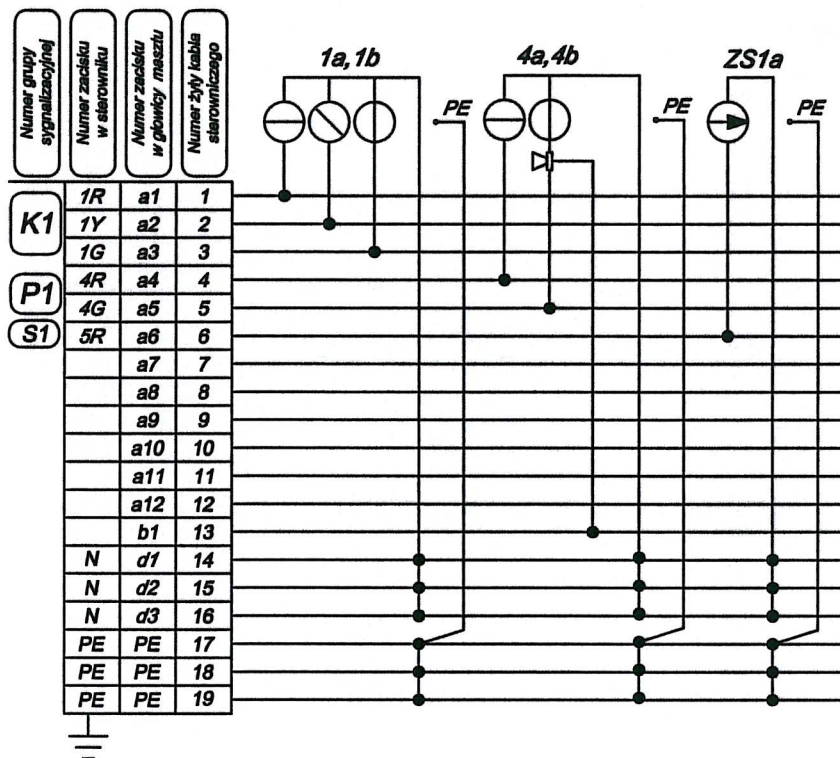 Numer grupy
sygnalizacyjnej
Numer zacisku
w sterowniku
Numer zacisku
w głowicy masztu
Numer żyły kabla
sterowniczego
1a,1b
4a,4b
ZS1a
PE
PE
PE
K1
P1
S1
1R a1 1
1Y a2 2
1G a3 3
4R a4 4
4G a5 5
5R a6 6
a7 7
a8 8
a9 9
a10 10
a11 11
a12 12
b1 13
N d1 14
N d2 15
N d3 16
PE PE 17
PE PE 18
PE PE 19